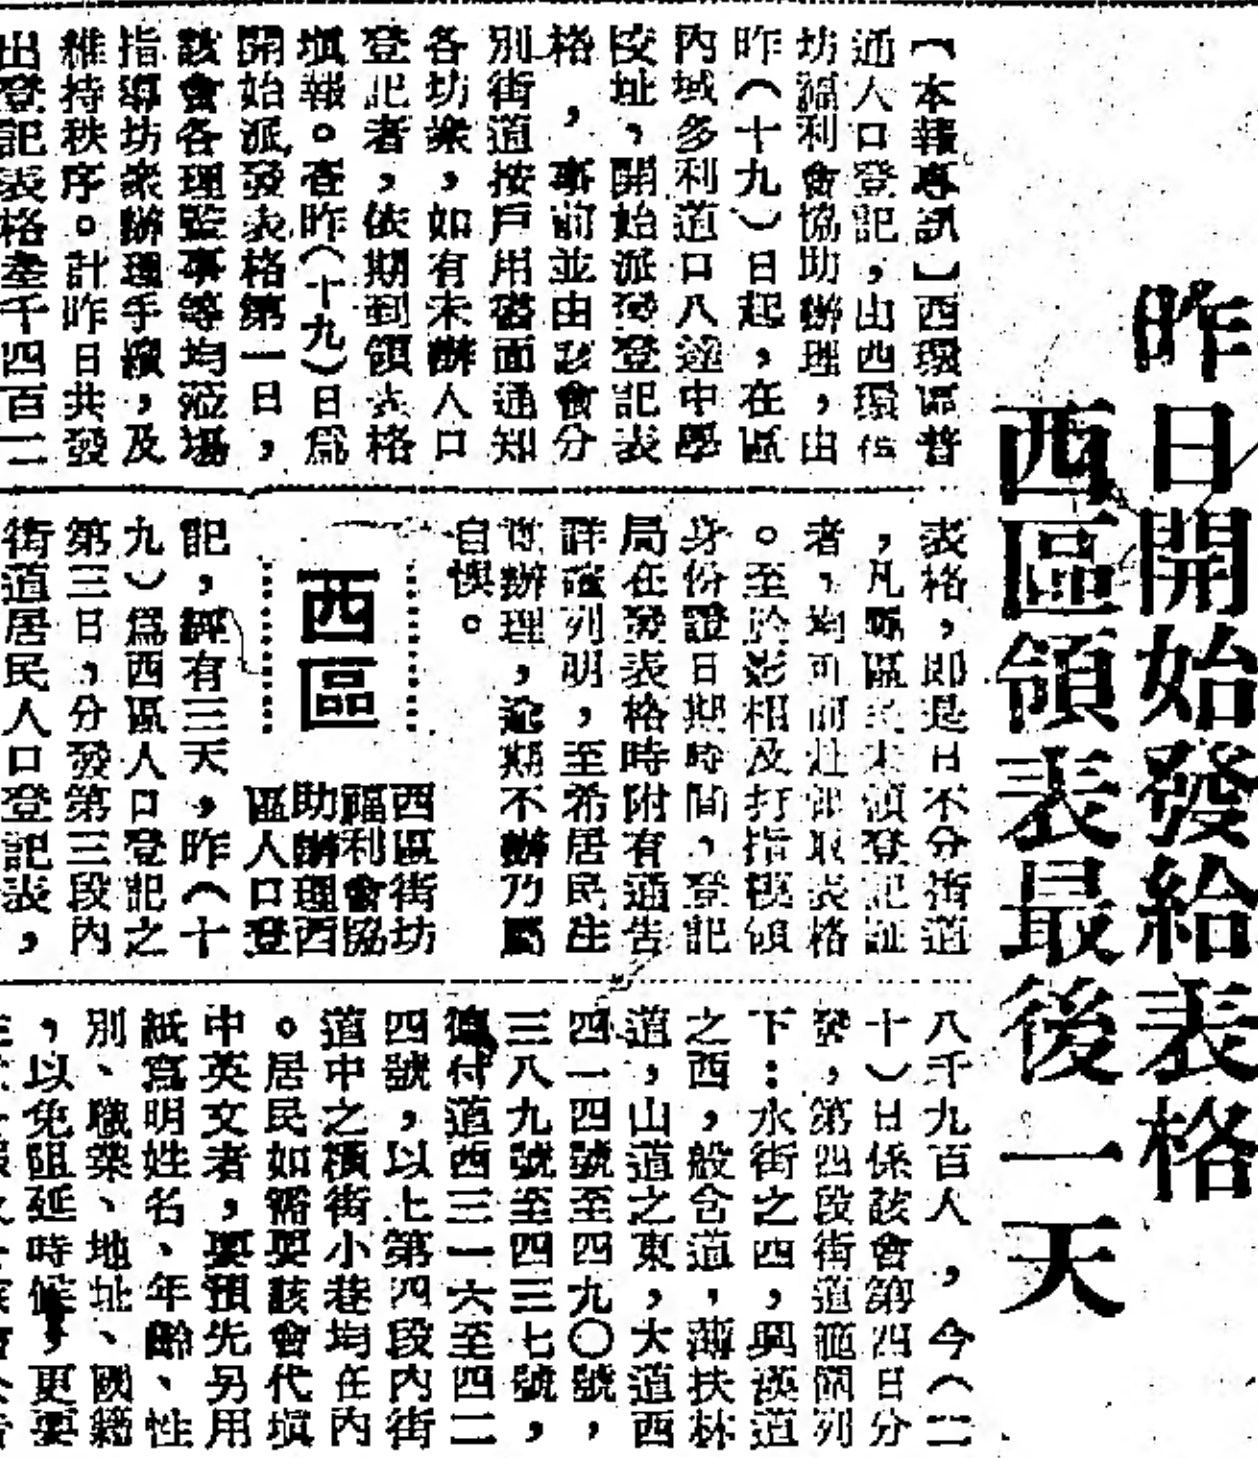 昨日開始發給表格
西區領表最後一天
【本報專訊】西環區普
通人口登記，由西環街
坊福利會協助辦理，由
昨（十九）日起，在區
內域多利道口八達中學
校址，開始派發登記表
格，事前並由該會分
別街道按戶用書面通知
各坊衆，如有未辦人口
登記者，依期到領表格
塡報。查昨（十九）日爲
開始派發表格第一日，
該會各理監事等均蒞場
指導坊衆辦理手續，及
維持秩序。計昨日共發
出登記表格壹千四百二
表格，即是日不分街道
，凡屬區民未領登記証
者，均可前赴領取表格
。至於影相及打指模領
身份證日期時間，登記
局在發表格時附有通告
詳確列明，至希居民注
意辦理，逾期不辦乃屬
自悞。
西區
西區街坊
福利會協
助辦理西
區人口登
記，經有三天，昨（十
九）爲西區人口登記之
第三日，分發第三段內
街道居民人口登記表，
八千九百人，今（二
十）日係該會第四日分
發，第四段街道範圍列
下：水街之西，興漢道
之西，般含道，薄扶林
道，山道之東，大道西
四一四號至四九〇號，
三八九號至四三七號，
德付道西三一六至四二
四號，以上第四段內街
道中之橫街小巷均在內
。居民如需要該會代塡
中英文者，要預先另用
紙寫明姓名、年齡、性
別、職業、地址、國籍
，以免阻延時候，更要